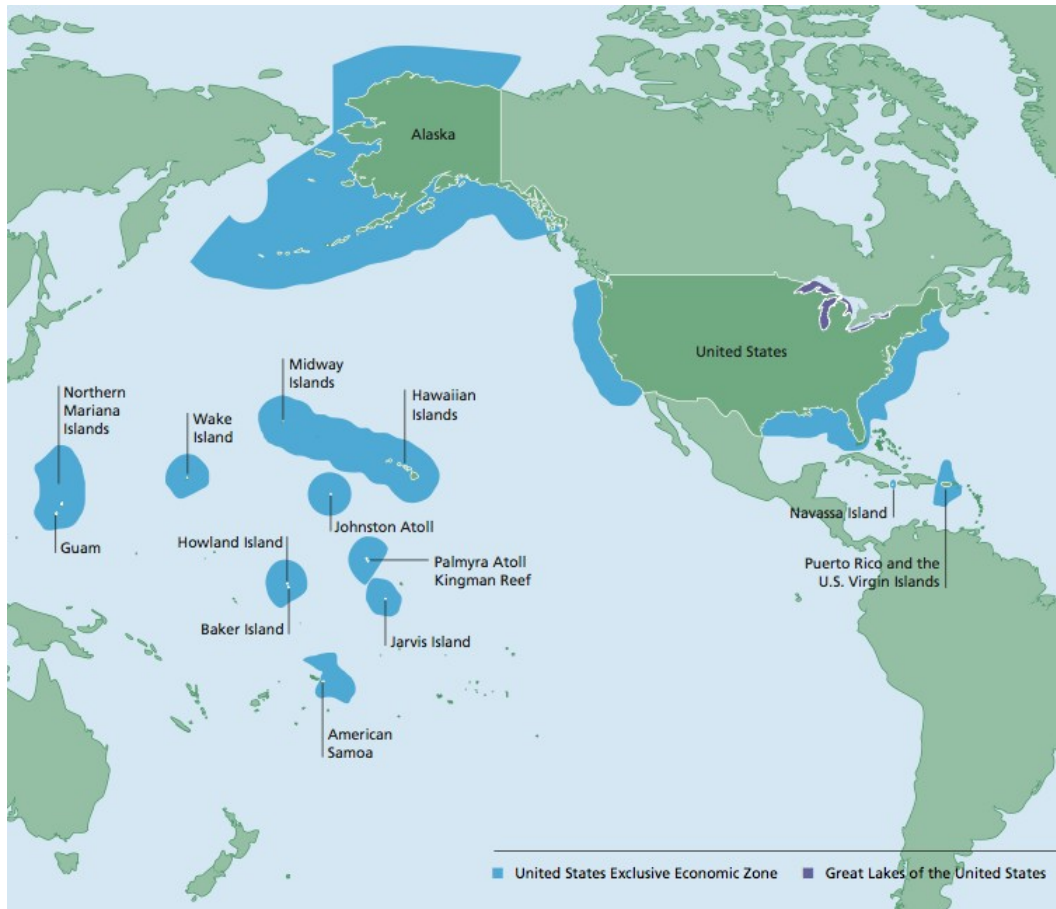 Alaska
United States
Midway
Islands
Hawaiian
Islands
Northern
Mariana
Islands
Wake
Island
Guam
Johnston Atoll
Howland Island
Palmyra Atoll
Kingman Reef
Baker Island
Jarvis Island
American
Samoa
Navassa Island
Puerto Rico and the
U.S. Virgin Islands
United States Exclusive Economic Zone
Great Lakes of the United States